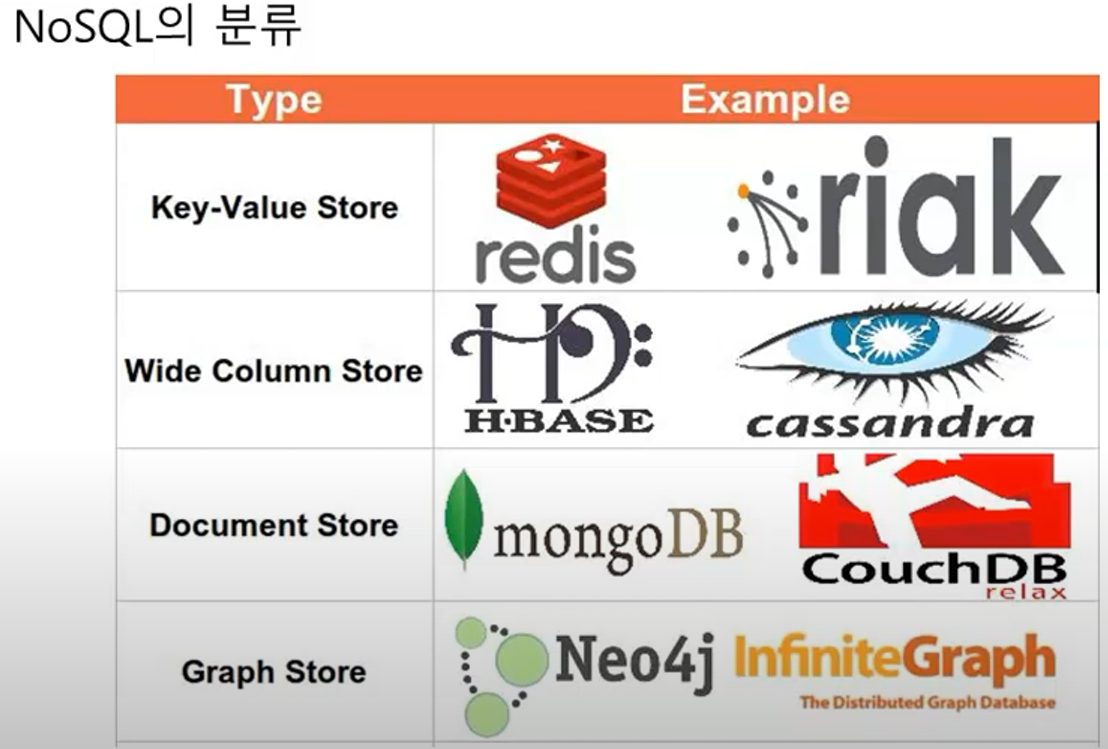 NoSQL의 분류
Type Example
Key-Value Store redis riak
Wide Column Store H·BASE cassandra
Document Store mongoDB CouchDB
relax
Graph Store Neo4j InfiniteGraph
The Distributed Graph Database